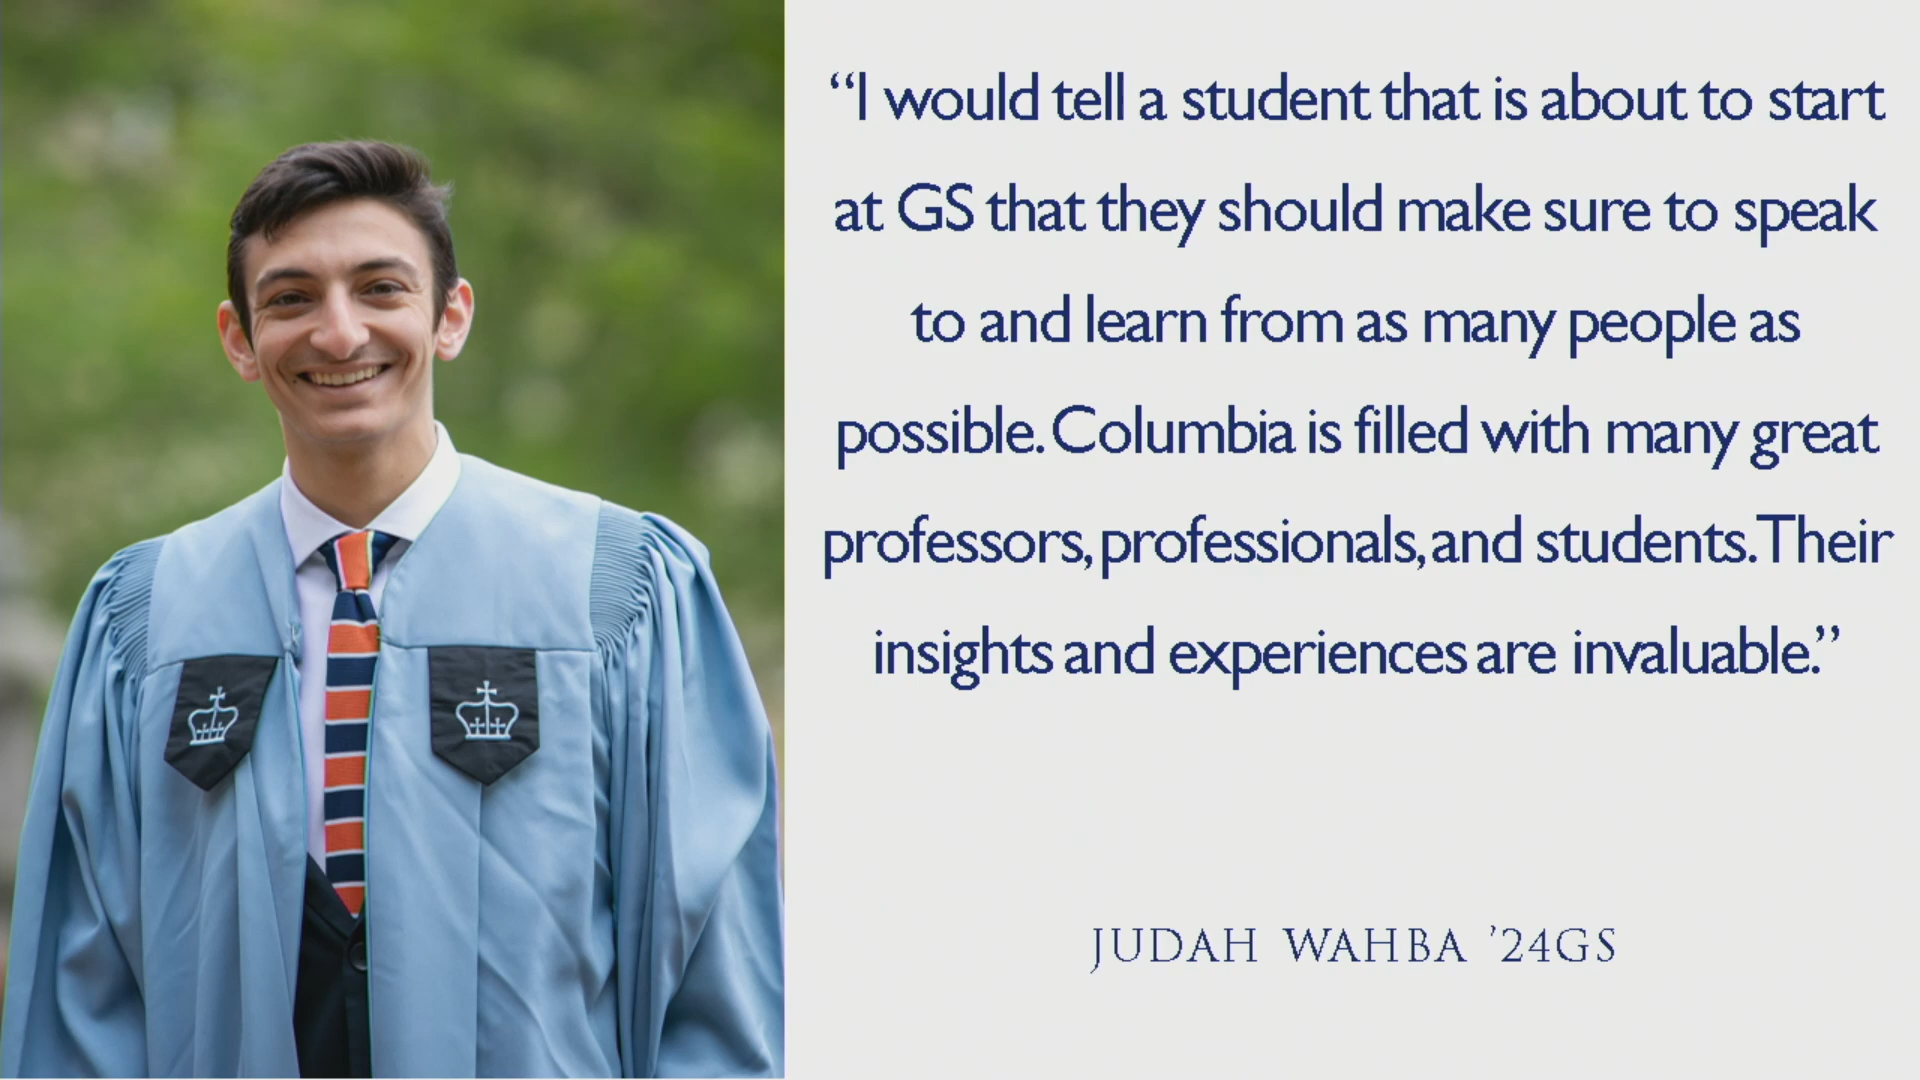 “I would tell a student that is about to start
at GS that they should make sure to speak
to and learn from as many people as
possible. Columbia is filled with many great
professors, professionals, and students. Their
insights and experiences are invaluable.”
JUDAH WAHBA ’24GS